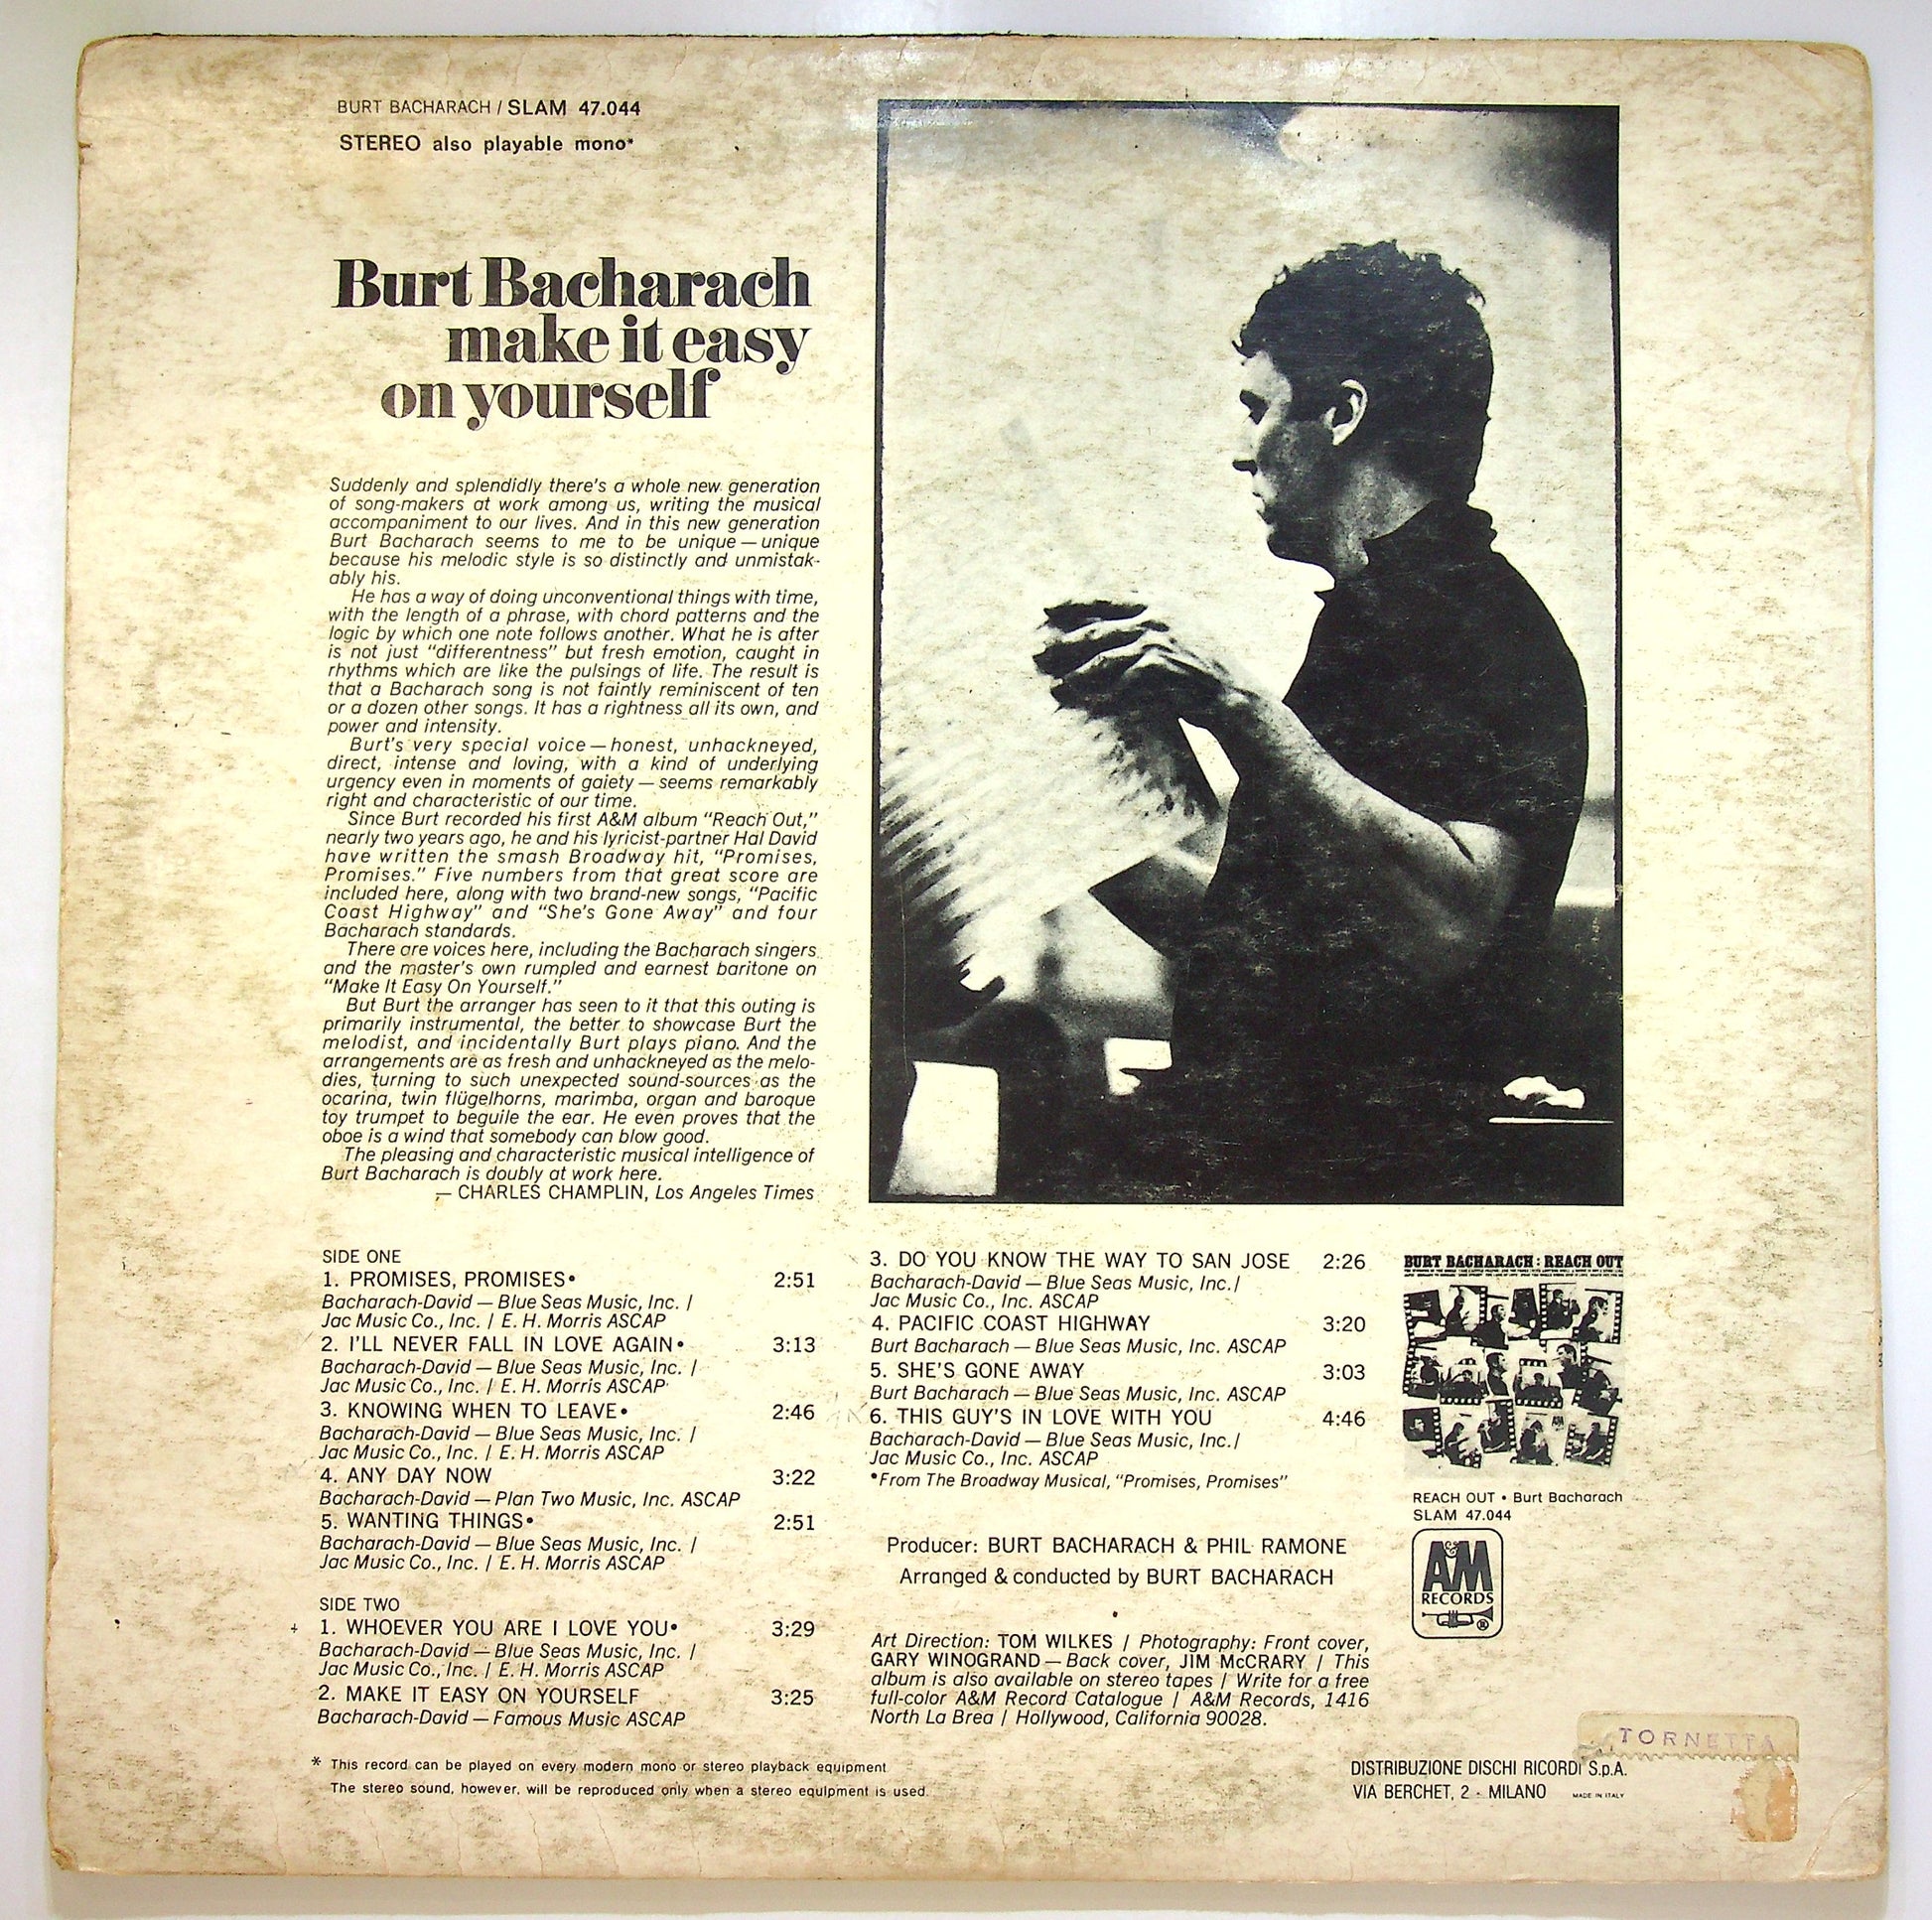 BURT BACHARACH / SLAM 47.044
STEREO also playable mono*
Burt Bacharach
make it easy
on yourself
Suddenly and splendidly there's a whole new generation
of song-makers at work among us, writing the musical
accompaniment to our lives. And in this new generation
Burt Bacharach seems to me to be unique — unique
because his melodic style is so distinctly and unmistak-
ably his.
He has a way of doing unconventional things with time,
with the length of a phrase, with chord patterns and the
logic by which one note follows another. What he is after
is not just "differentness" but fresh emotion, caught in
rhythms which are like the pulsings of life. The result is
that a Bacharach song is not faintly reminiscent of ten
or a dozen other songs. It has a rightness all its own, and
power and intensity.
Burt's very special voice — honest, unhackneyed,
direct, intense and loving, with a kind of underlying
urgency even in moments of gaiety — seems remarkably
right and characteristic of our time.
Since Burt recorded his first A&M album "Reach Out,"
nearly two years ago, he and his lyricist-partner Hal David
have written the smash Broadway hit, "Promises,
Promises." Five numbers from that great score are
included here, along with two brand-new songs, "Pacific
Coast Highway" and "She's Gone Away" and four
Bacharach standards.
There are voices here, including the Bacharach singers
and the master's own rumpled and earnest baritone on
"Make It Easy On Yourself."
But Burt the arranger has seen to it that this outing is
primarily instrumental, the better to showcase Burt the
melodist, and incidentally Burt plays piano. And the
arrangements are as fresh and unhackneyed as the melo-
dies, turning to such unexpected sound-sources as the
ocarina, twin flügelhorns, marimba, organ and baroque
toy trumpet to beguile the ear. He even proves that the
oboe is a wind that somebody can blow good.
The pleasing and characteristic musical intelligence of
Burt Bacharach is doubly at work here.
— CHARLES CHAMPLIN, Los Angeles Times
SIDE ONE
1. PROMISES, PROMISES• 2:51
Bacharach-David — Blue Seas Music, Inc. /
Jac Music Co., Inc. / E. H. Morris ASCAP
2. I'LL NEVER FALL IN LOVE AGAIN• 3:13
Bacharach-David — Blue Seas Music, Inc. /
Jac Music Co., Inc. / E. H. Morris ASCAP
3. KNOWING WHEN TO LEAVE• 2:46
Bacharach-David — Blue Seas Music, Inc. /
Jac Music Co., Inc. / E. H. Morris ASCAP
4. ANY DAY NOW 3:22
Bacharach-David — Plan Two Music, Inc. ASCAP
5. WANTING THINGS• 2:51
Bacharach-David — Blue Seas Music, Inc. /
Jac Music Co., Inc. / E. H. Morris ASCAP
SIDE TWO
1. WHOEVER YOU ARE I LOVE YOU• 3:29
Bacharach-David — Blue Seas Music, Inc. /
Jac Music Co., Inc. / E. H. Morris ASCAP
2. MAKE IT EASY ON YOURSELF 3:25
Bacharach-David — Famous Music ASCAP
3. DO YOU KNOW THE WAY TO SAN JOSE 2:26
Bacharach-David — Blue Seas Music, Inc./
Jac Music Co., Inc. ASCAP
4. PACIFIC COAST HIGHWAY 3:20
Burt Bacharach — Blue Seas Music, Inc. ASCAP
5. SHE'S GONE AWAY 3:03
Burt Bacharach — Blue Seas Music, Inc. ASCAP
6. THIS GUY'S IN LOVE WITH YOU 4:46
Bacharach-David — Blue Seas Music, Inc./
Jac Music Co., Inc. ASCAP
•From The Broadway Musical, "Promises, Promises"
Producer: BURT BACHARACH & PHIL RAMONE
Arranged & conducted by BURT BACHARACH
Art Direction: TOM WILKES / Photography: Front cover,
GARY WINOGRAND — Back cover, JIM McCRARY / This
album is also available on stereo tapes / Write for a free
full-color A&M Record Catalogue / A&M Records, 1416
North La Brea / Hollywood, California 90028.
BURT BACHARACH : REACH OUT
REACH OUT • Burt Bacharach
SLAM 47.044
A&M
RECORDS
®
* This record can be played on every modern mono or stereo playback equipment
The stereo sound, however, will be reproduced only when a stereo equipment is used.
TORNETTA
DISTRIBUZIONE DISCHI RICORDI S.p.A.
VIA BERCHET, 2 - MILANO MADE IN ITALY